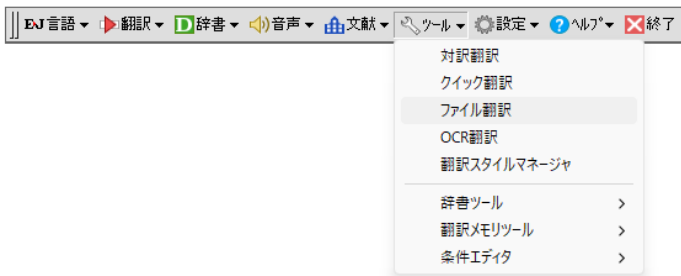 EJ 言語 ▼ 翻訳 ▼ D 辞書 ▼ 音声 ▼ 文献 ▼ ツール ▼ 設定 ▼ ? ヘルプ ▼ 終了
対訳翻訳
クイック翻訳
ファイル翻訳
OCR翻訳
翻訳スタイルマネージャ
辞書ツール >
翻訳メモリツール >
条件エディタ >